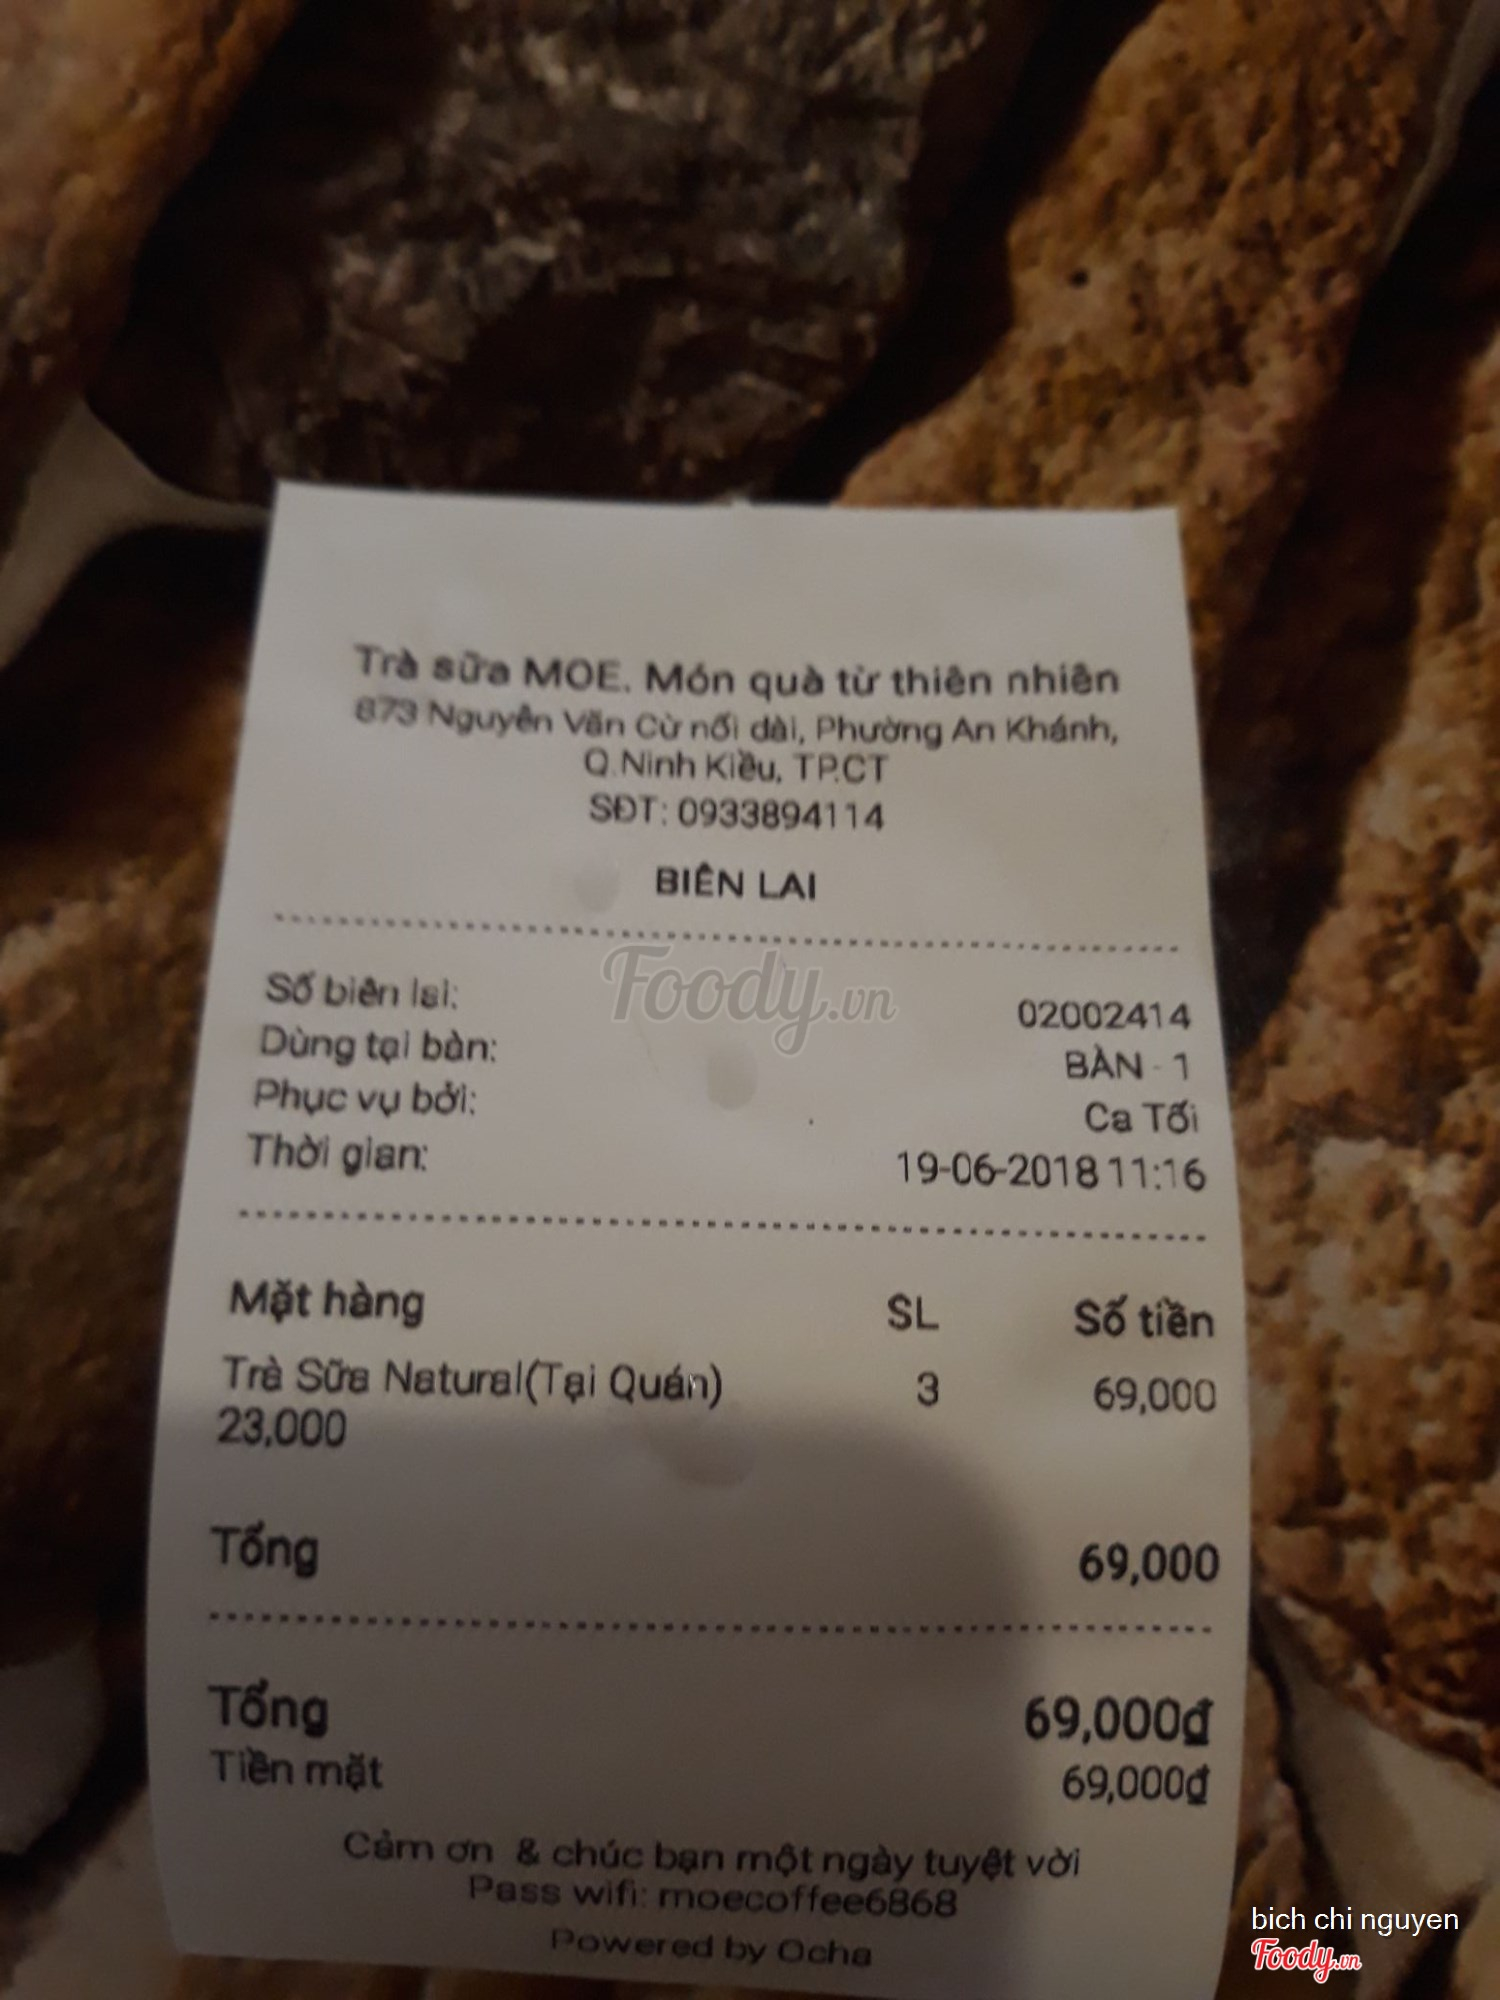 Trà sữa MOE. Món quà từ thiên nhiên
673 Nguyễn Văn Cừ nối dài, Phường An Khánh,
Q.Ninh Kiều, TP.CT
SĐT: 0933894114
BIÊN LAI
Foody.vn
Số biên lai: 02002414
Dùng tại bàn: BÀN - 1
Phục vụ bởi: Ca Tối
Thời gian: 19-06-2018 11:16
Mặt hàng SL Số tiền
Trà Sữa Natural(Tại Quán) 3 69,000
23,000
Tổng 69,000
Tổng 69,000₫
Tiền mặt 69,000₫
Cảm ơn & chúc bạn một ngày tuyệt vời
Pass wifi: moecoffee6868
Powered by Ocha
bich chi nguyen
Foody.vn